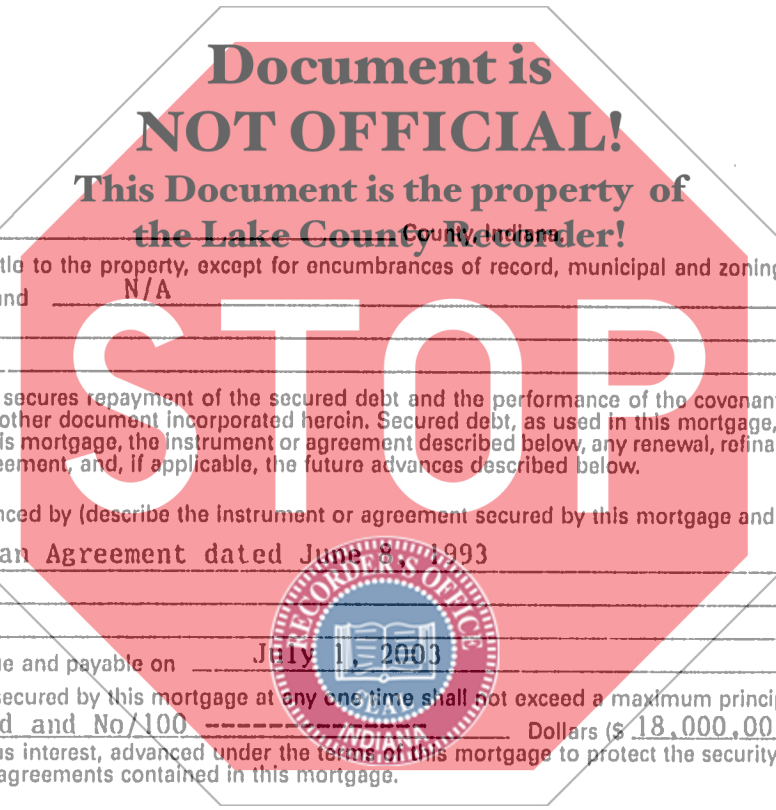 Document is
NOT OFFICIAL!
This Document is the property of
the Lake County Recorder!
County, Indiana
tle to the property, except for encumbrances of record, municipal and zoning
and N/A
STOP
secures repayment of the secured debt and the performance of the covenant
other document incorporated herein. Secured debt, as used in this mortgage,
is mortgage, the instrument or agreement described below, any renewal, refina
eement, and, if applicable, the future advances described below.
nced by (describe the instrument or agreement secured by this mortgage and
an Agreement dated June 8, 1993
RECORDER'S OFFICE
e and payable on July 1, 2003
secured by this mortgage at any one time shall not exceed a maximum princip
d and No/100 ---------------- Dollars ($ 18,000.00
INDIANA
us interest, advanced under the terms of this mortgage to protect the security
agreements contained in this mortgage.